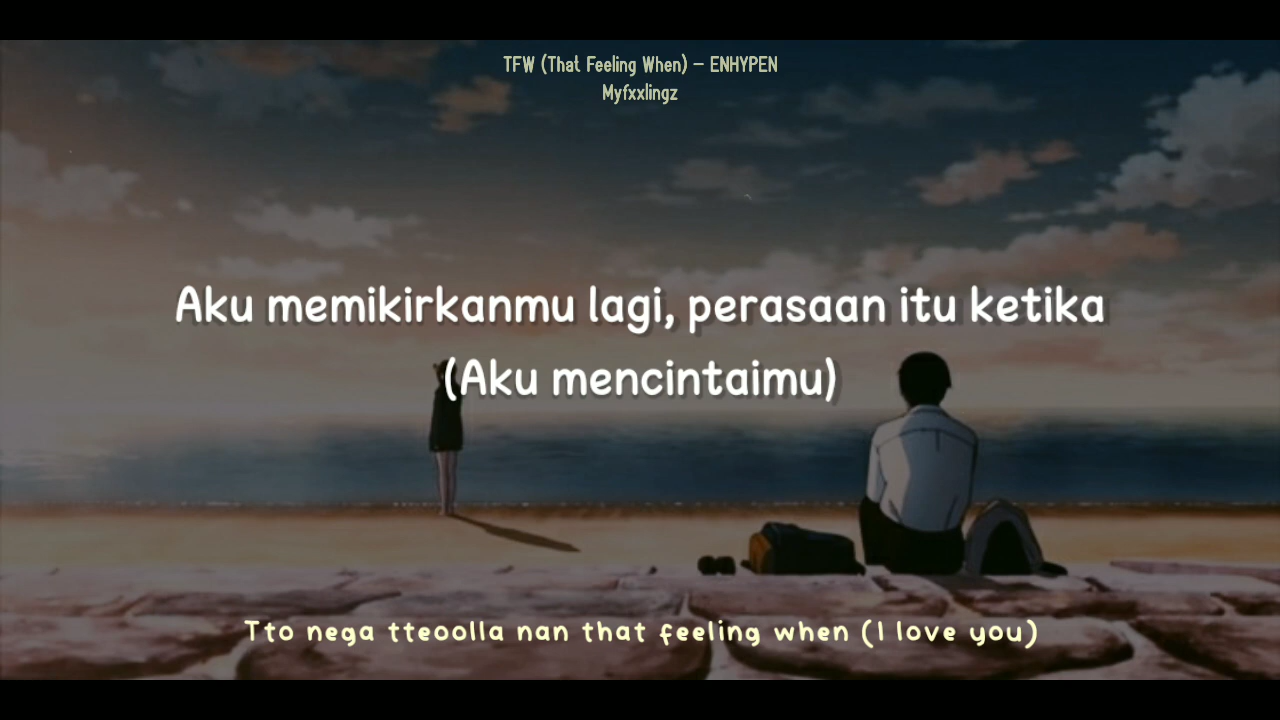 TFW (That Feeling When) – ENHYPEN
Myfxxlingz
Aku memikirkanmu lagi, perasaan itu ketika
(Aku mencintaimu)
Tto nega tteoolla nan that feeling when (I love you)